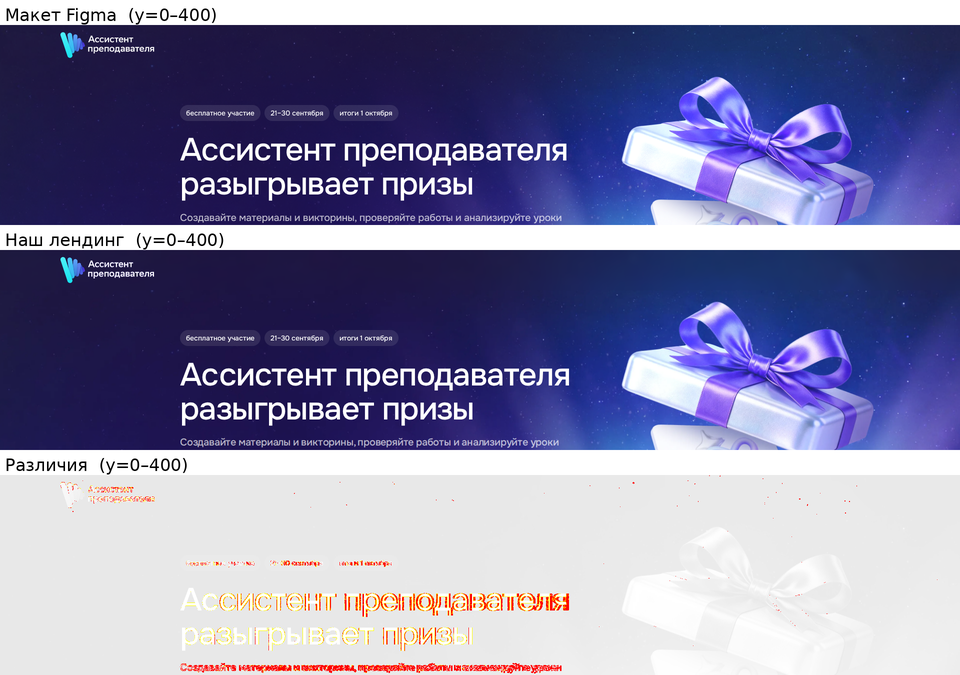 Макет Figma (y=0–400)
Ассистент
преподавателя
бесплатное участие 21–30 сентября итоги 1 октября
Ассистент преподавателя
разыгрывает призы
Создавайте материалы и викторины, проверяйте работы и анализируйте уроки
Наш лендинг (y=0–400)
Ассистент
преподавателя
бесплатное участие 21–30 сентября итоги 1 октября
Ассистент преподавателя
разыгрывает призы
Создавайте материалы и викторины, проверяйте работы и анализируйте уроки
Различия (y=0–400)
Ассистент
преподавателя
Ассистент преподавателя
разыгрывает призы